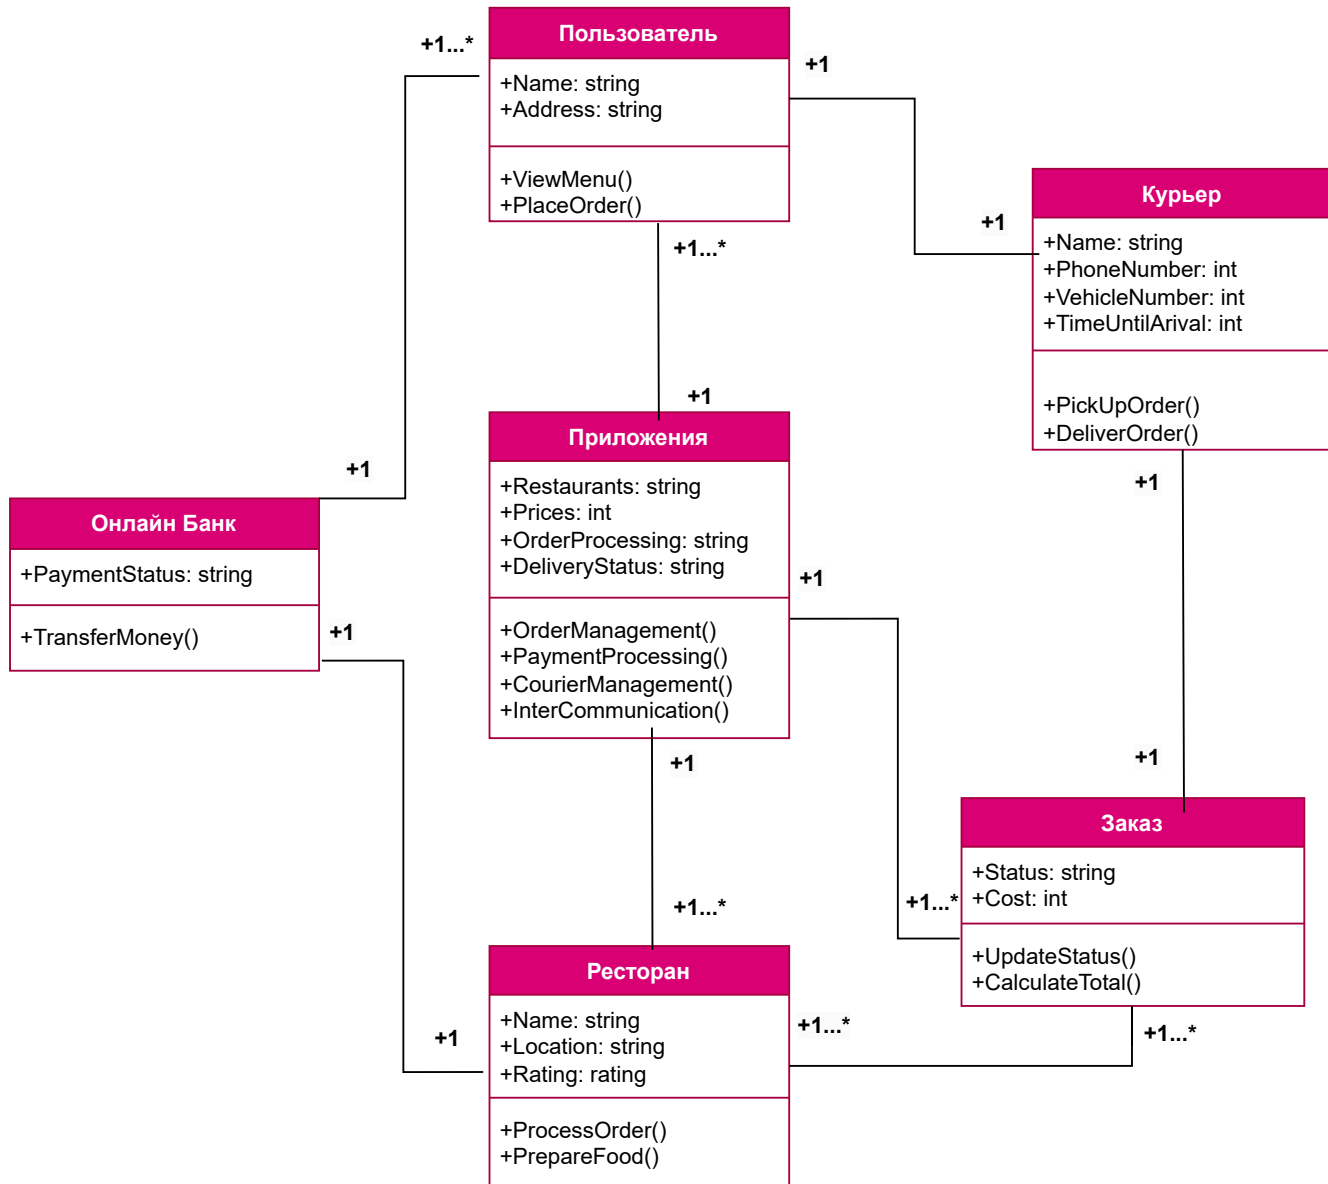 Пользователь
+1...*
+Name: string
+Address: string
+1
+ViewMenu()
+PlaceOrder()
+1...*
Курьер
+1
+Name: string
+PhoneNumber: int
+VehicleNumber: int
+TimeUntilArival: int
+PickUpOrder()
+DeliverOrder()
+1
+1
Приложения
+Restaurants: string
+Prices: int
+OrderProcessing: string
+DeliveryStatus: string
+1
+OrderManagement()
+PaymentProcessing()
+CourierManagement()
+InterCommunication()
+1
+1
Онлайн Банк
+PaymentStatus: string
+TransferMoney()
+1
+1
Заказ
+Status: string
+Cost: int
+1...*
+UpdateStatus()
+CalculateTotal()
+1...*
+1...*
Ресторан
+Name: string
+Location: string
+Rating: rating
+1
+1...*
+ProcessOrder()
+PrepareFood()